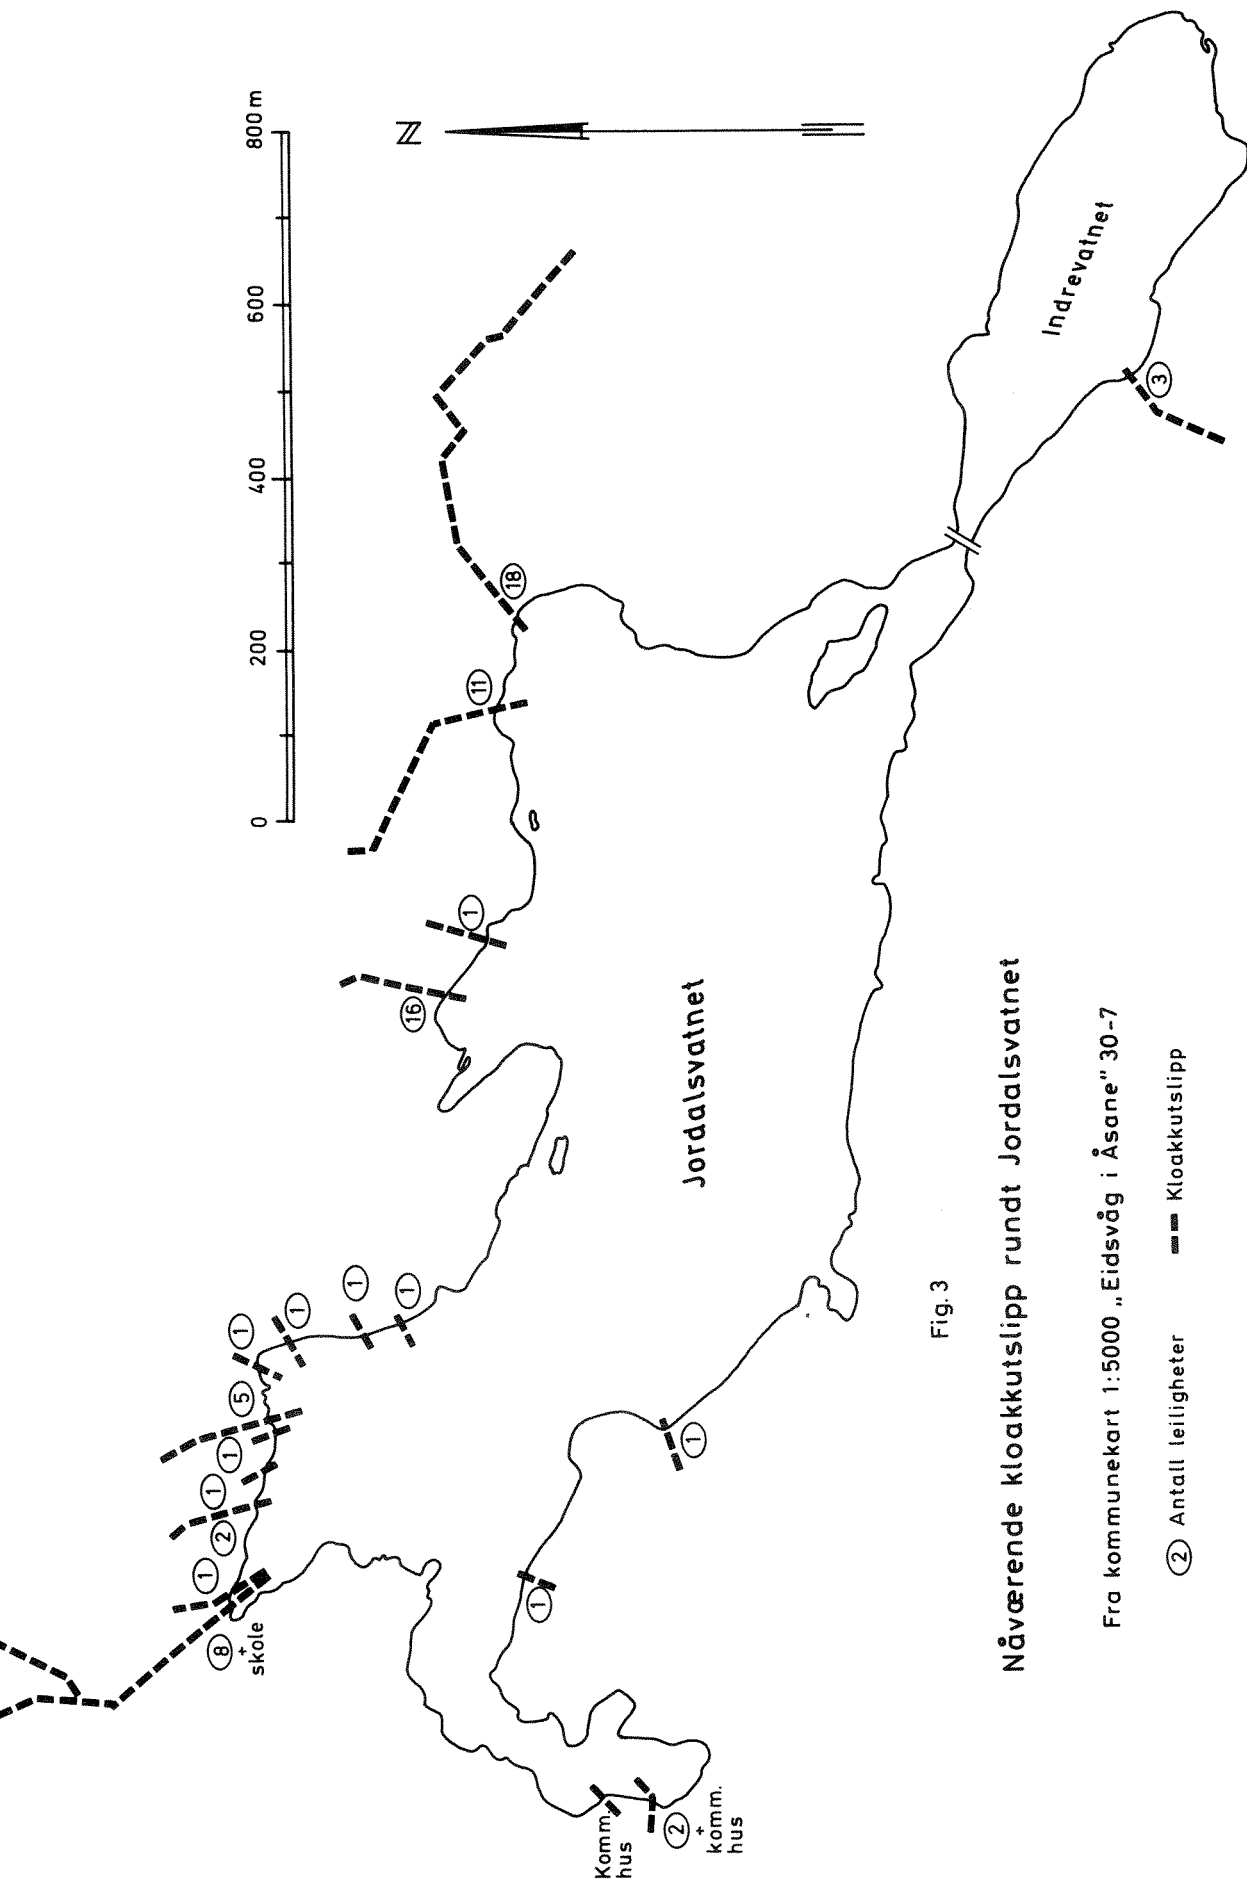 0 200 400 600 800 m
N
8
+
skole
1
2
1
1
5
1
1
1
1
16
1
11
18
Komm.
hus
2
+
komm.
hus
1
1
Jordalsvatnet
Indrevatnet
3
Fig. 3
Nåværende kloakkutslipp rundt Jordalsvatnet
Fra kommunekart 1:5000 „Eidsvåg i Åsane" 30-7
2 Antall leiligheter Kloakkutslipp